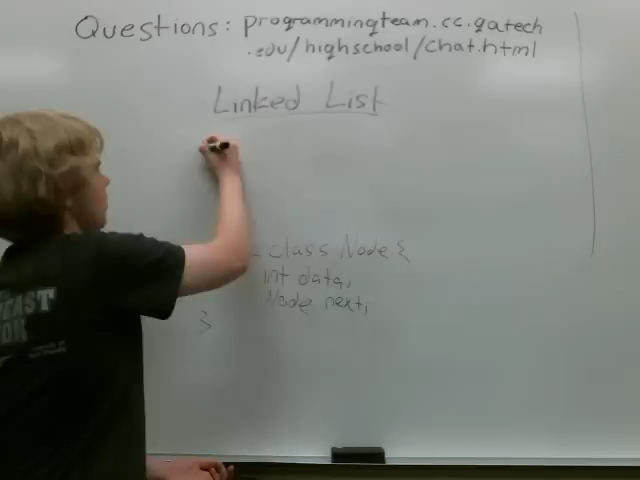 Questions: programmingteam.cc.gatech
.edu/highschool/chat.html
Linked List
class Node {
int data;
Node next;
}